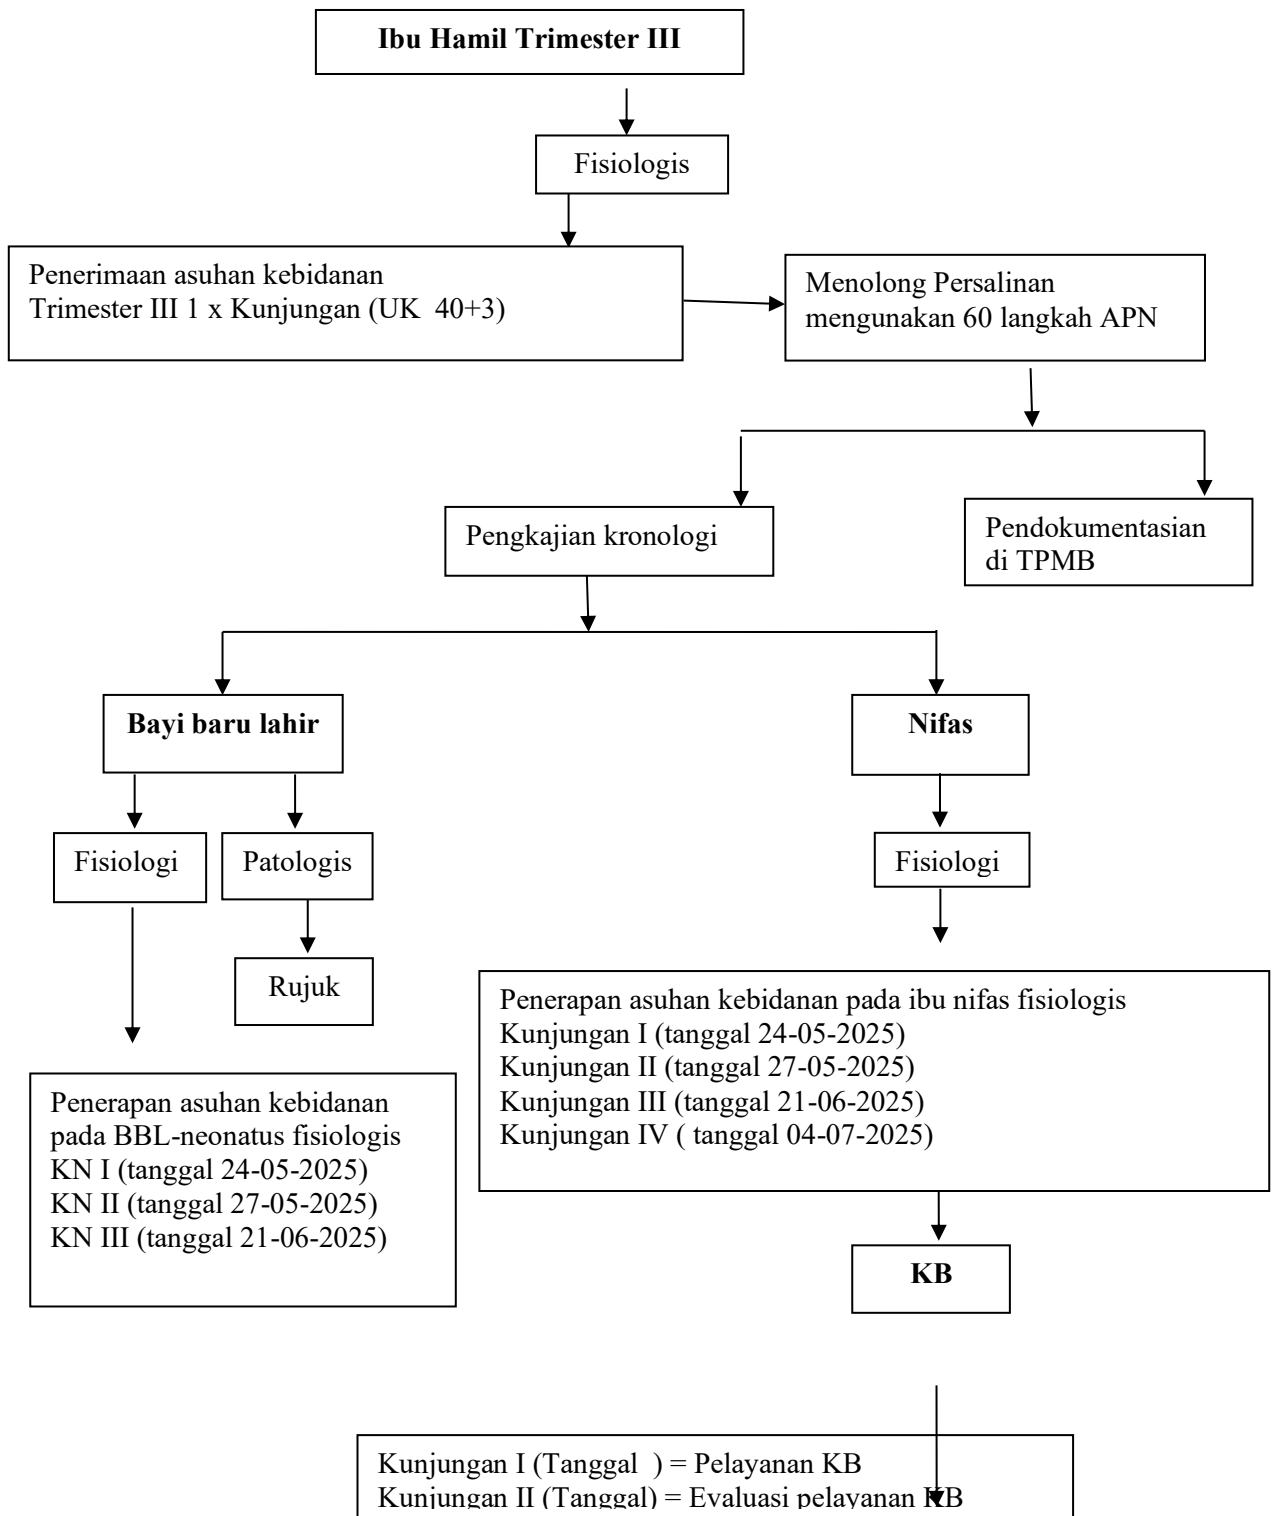 Ibu Hamil Trimester III
Fisiologis
Penerimaan asuhan kebidanan
Trimester III 1 x Kunjungan (UK 40+3)
Menolong Persalinan
mengunakan 60 langkah APN
Pengkajian kronologi
Pendokumentasian
di TPMB
Bayi baru lahir
Nifas
Fisiologi
Patologis
Fisiologi
Rujuk
Penerapan asuhan kebidanan pada ibu nifas fisiologis
Kunjungan I (tanggal 24-05-2025)
Kunjungan II (tanggal 27-05-2025)
Kunjungan III (tanggal 21-06-2025)
Kunjungan IV ( tanggal 04-07-2025)
Penerapan asuhan kebidanan
pada BBL-neonatus fisiologis
KN I (tanggal 24-05-2025)
KN II (tanggal 27-05-2025)
KN III (tanggal 21-06-2025)
KB
Kunjungan I (Tanggal  ) = Pelayanan KB
Kunjungan II (Tanggal) = Evaluasi pelayanan KB